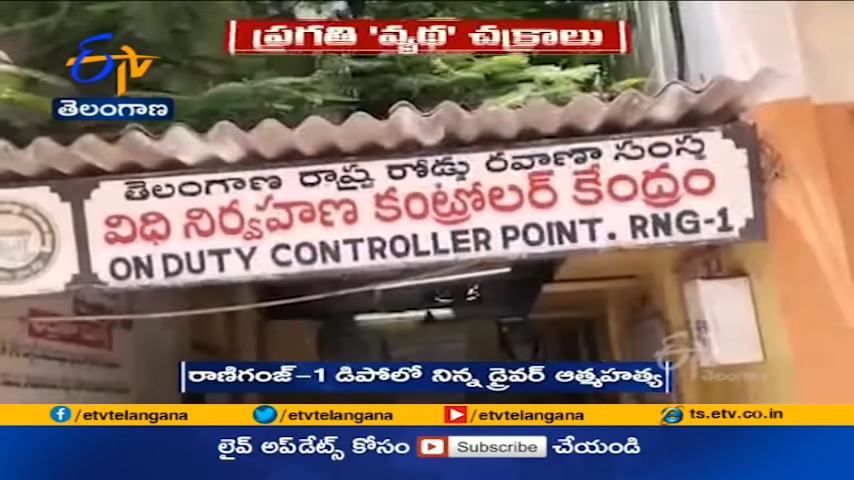 ప్రగతి 'వ్యథ' చక్రాలు
ETV
తెలంగాణ
తెలంగాణ రాష్ట్ర రోడ్డు రవాణా సంస్థ
విధి నిర్వహణ కంట్రోలర్ కేంద్రం
ON DUTY CONTROLLER POINT. RNG-1
రాణిగంజ్-1 డిపోలో నిన్న డ్రైవర్ ఆత్మహత్య
/etvtelangana /etvtelangana /etvtelangana ts.etv.co.in
లైవ్ అప్‌డేట్స్ కోసం Subscribe చేయండి